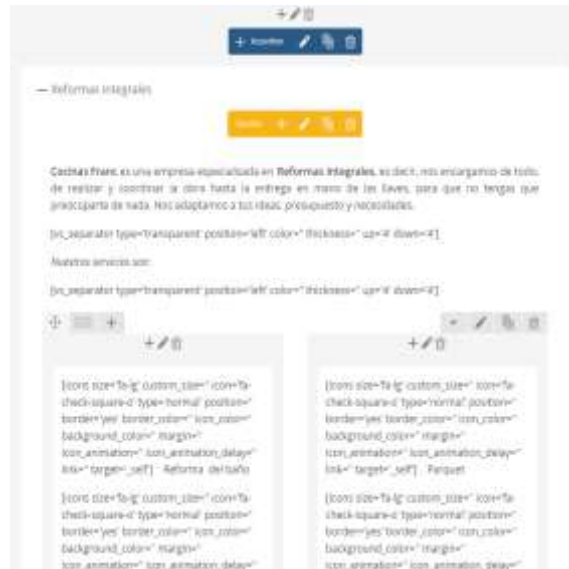 — Reformas Integrales
Cocinas Franc, es una empresa especializada en Reformas Integrales, es decir, nos encargamos de todo,
de realizar y coordinar la obra hasta la entrega en mano de las llaves, para que no tengas que
preocuparte de nada. Nos adaptamos a tus ideas, presupuesto y necesidades.
[vc_separator type='transparent' position='left' color='' thickness='' up='4' down='4']
Nuestros servicios son:
[vc_separator type='transparent' position='left' color='' thickness='' up='4' down='4']
[icons size='fa-lg' custom_size='' icon='fa-
check-square-o' type='normal' position=''
border='yes' border_color='' icon_color=''
background_color='' margin=''
icon_animation='' icon_animation_delay=''
link='' target='_self'] Reforma del baño
[icons size='fa-lg' custom_size='' icon='fa-
check-square-o' type='normal' position=''
border='yes' border_color='' icon_color=''
background_color='' margin=''
icon_animation='' icon_animation_delay=''
[icons size='fa-lg' custom_size='' icon='fa-
check-square-o' type='normal' position=''
border='yes' border_color='' icon_color=''
background_color='' margin=''
icon_animation='' icon_animation_delay=''
link='' target='_self'] Parquet
[icons size='fa-lg' custom_size='' icon='fa-
check-square-o' type='normal' position=''
border='yes' border_color='' icon_color=''
background_color='' margin=''
icon_animation='' icon_animation_delay=''